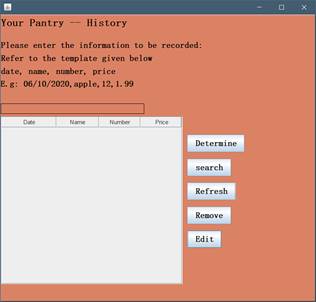 Your Pantry -- History
Please enter the information to be recorded:
Refer to the template given below
date, name, number, price
E.g: 06/10/2020,apple,12,1.99
Date Name Number Price
Determine
search
Refresh
Remove
Edit